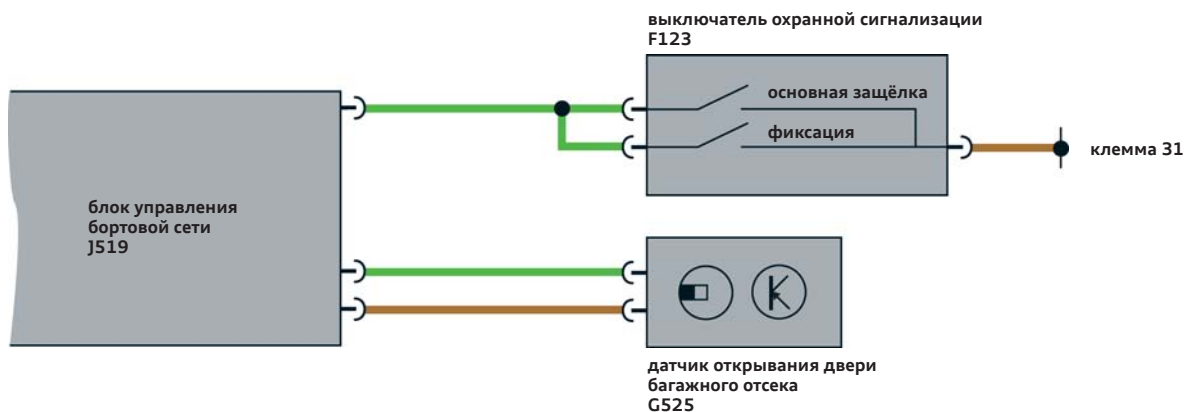 выключатель охранной сигнализации
F123
основная защёлка
фиксация
клемма 31
блок управления
бортовой сети
J519
датчик открывания двери
багажного отсека
G525